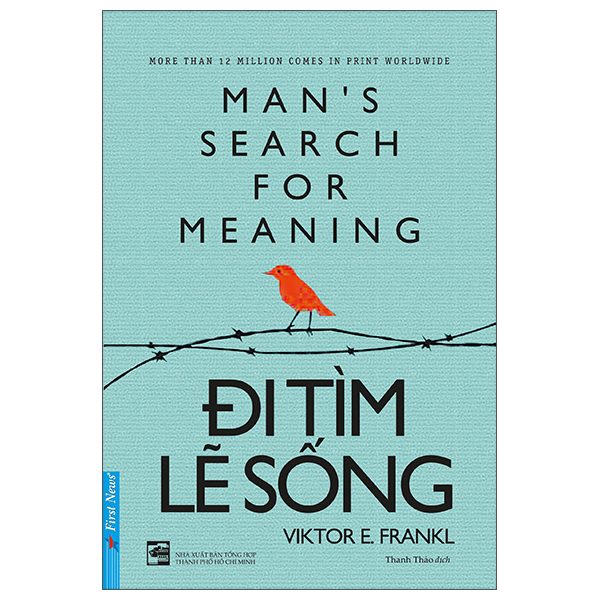 MORE THAN 12 MILLION COMES IN PRINT WORLDWIDE
MAN'S
SEARCH
FOR
MEANING
ĐI TÌM
LẼ SỐNG
VIKTOR E. FRANKL
Thanh Thảo dịch
First News
NHÀ XUẤT BẢN TỔNG HỢP
THÀNH PHỐ HỒ CHÍ MINH